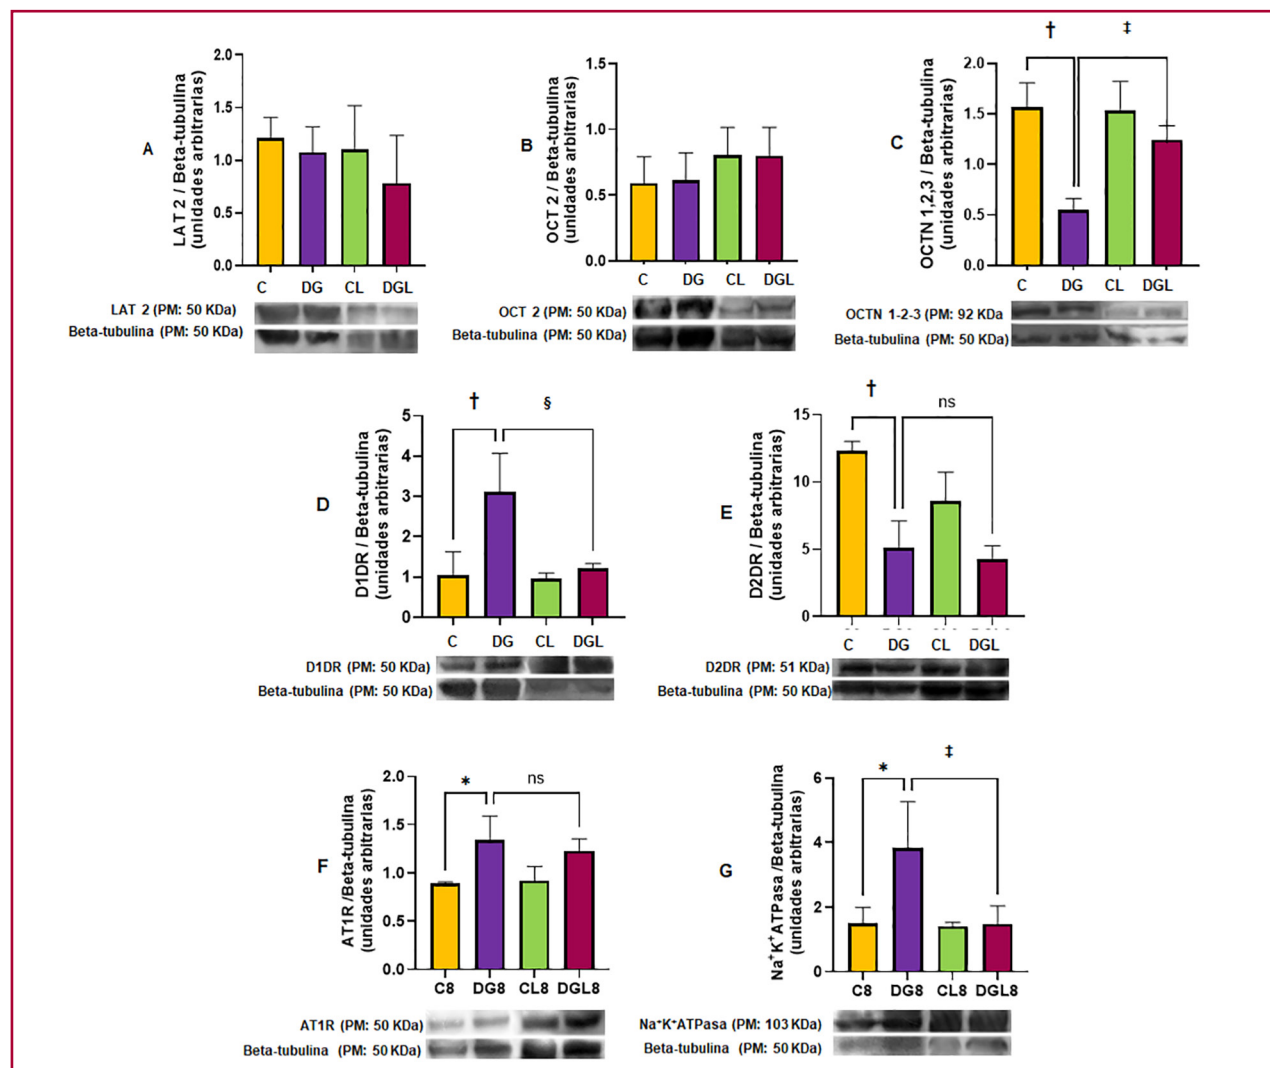 A
LAT 2 / Beta-tubulina
(unidades arbitrarias)
2.0
1.5
1.0
0.5
0.0
C DG CL DGL
LAT 2 (PM: 50 KDa)
Beta-tubulina (PM: 50 KDa)
B
OCT 2 / Beta-tubulina
(unidades arbitrarias)
1.5
1.0
0.5
0.0
C DG CL DGL
OCT 2 (PM: 50 KDa)
Beta-tubulina (PM: 50 KDa)
C
OCTN 1,2,3 / Beta-tubulina
(unidades arbitrarias)
† ‡
2.0
1.5
1.0
0.5
0.0
C DG CL DGL
OCTN 1-2-3 (PM: 92 KDa
Beta-tubulina (PM: 50 KDa)
D
D1DR / Beta-tubulina
(unidades arbitrarias)
† §
5
4
3
2
1
0
C DG CL DGL
D1DR (PM: 50 KDa)
Beta-tubulina (PM: 50 KDa)
E
D2DR / Beta-tubulina
(unidades arbitrarias)
† ns
15
10
5
0
C DG CL DGL
D2DR (PM: 51 KDa)
Beta-tubulina (PM: 50 KDa)
F
AT1R /Beta-tubulina
(unidades arbitrarias)
* ns
2.0
1.5
1.0
0.5
0.0
C8 DG8 CL8 DGL8
AT1R (PM: 50 KDa)
Beta-tubulina (PM: 50KDa)
G
Na⁺K⁺ATPasa /Beta-tubulina
(unidades arbitrarias)
* ‡
6
4
2
0
C8 DG8 CL8 DGL8
Na⁺K⁺ATPasa (PM: 103 KDa)
Beta-tubulina (PM: 50 KDa)